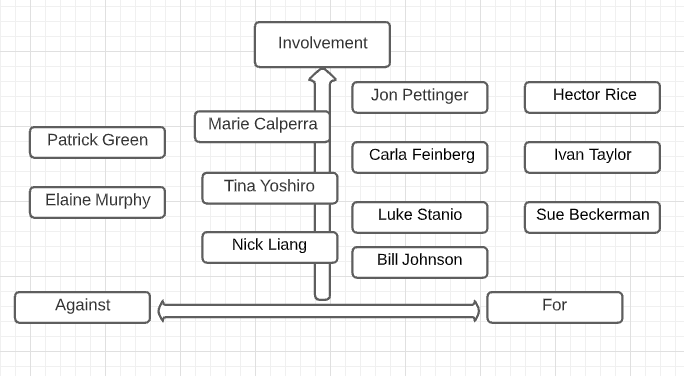 Involvement
Jon Pettinger
Hector Rice
Marie Calperra
Patrick Green
Carla Feinberg
Ivan Taylor
Tina Yoshiro
Elaine Murphy
Luke Stanio
Sue Beckerman
Nick Liang
Bill Johnson
Against
For